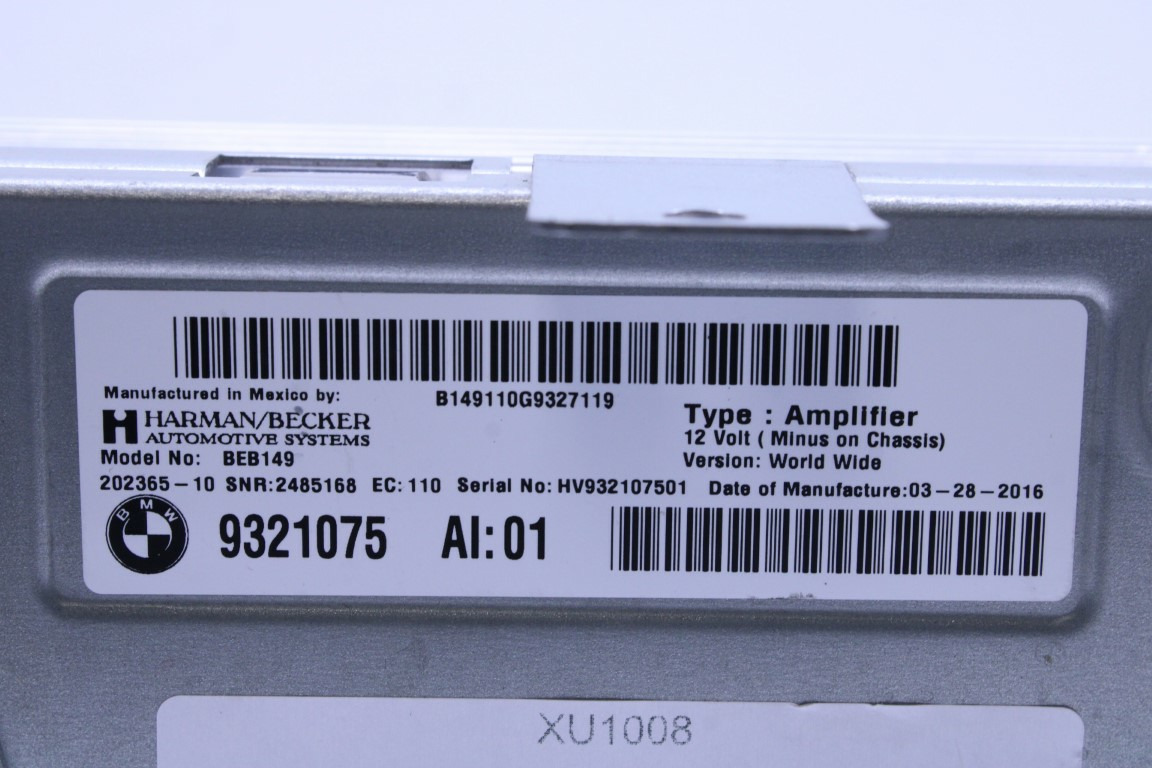 Manufactured in Mexico by: B149110G9327119
HARMAN/BECKER
AUTOMOTIVE SYSTEMS
Type : Amplifier
12 Volt ( Minus on Chassis)
Model No: BEB149 Version: World Wide
202365-10 SNR:2485168 EC: 110 Serial No: HV932107501 Date of Manufacture:03-28-2016
BMW 9321075 AI: 01
XU1008